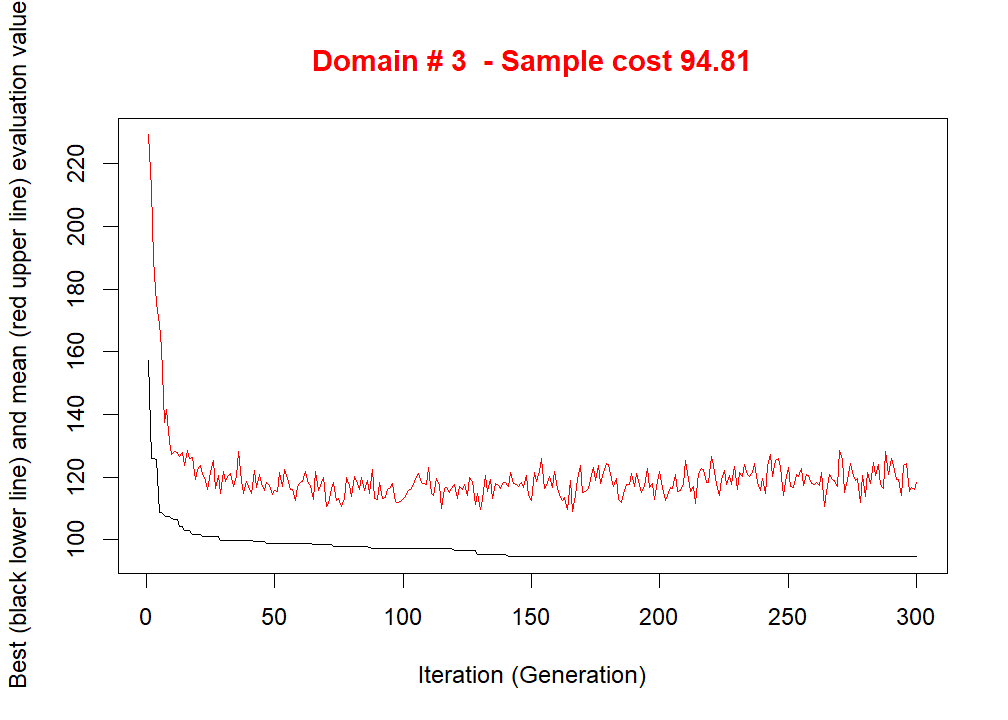 Domain # 3  - Sample cost 94.81
Best (black lower line) and mean (red upper line) evaluation value
220
200
180
160
140
120
100
0 50 100 150 200 250 300
Iteration (Generation)